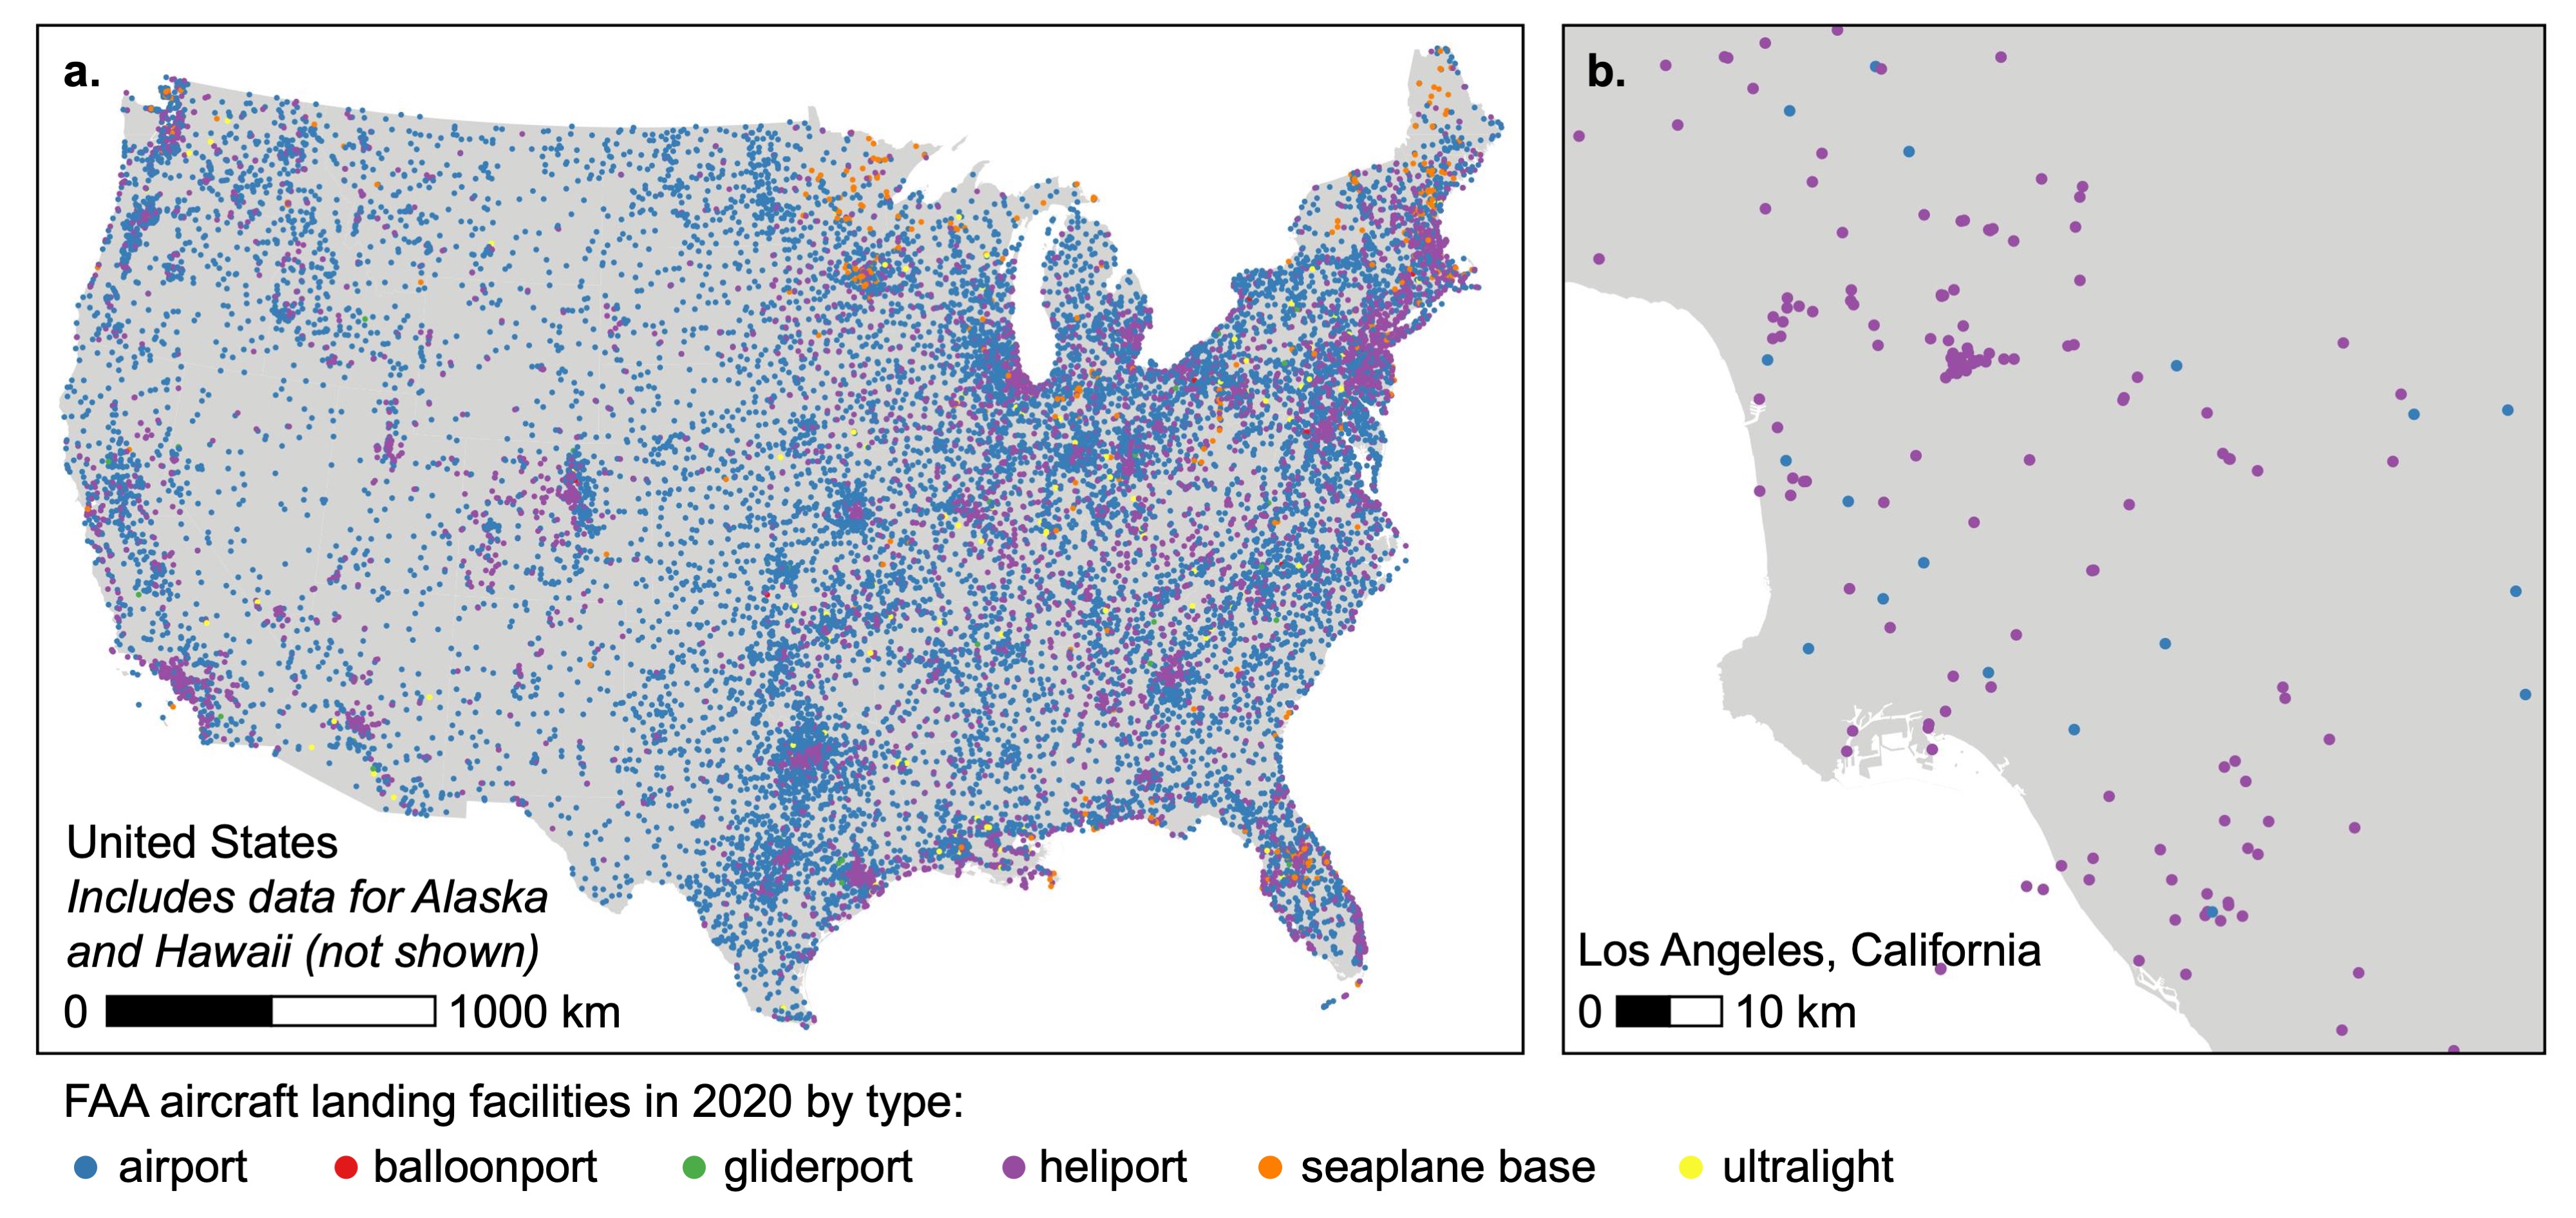 a.
United States
Includes data for Alaska
and Hawaii (not shown)
0 1000 km
b.
Los Angeles, California
0 10 km
FAA aircraft landing facilities in 2020 by type:
airport balloonport gliderport heliport seaplane base ultralight